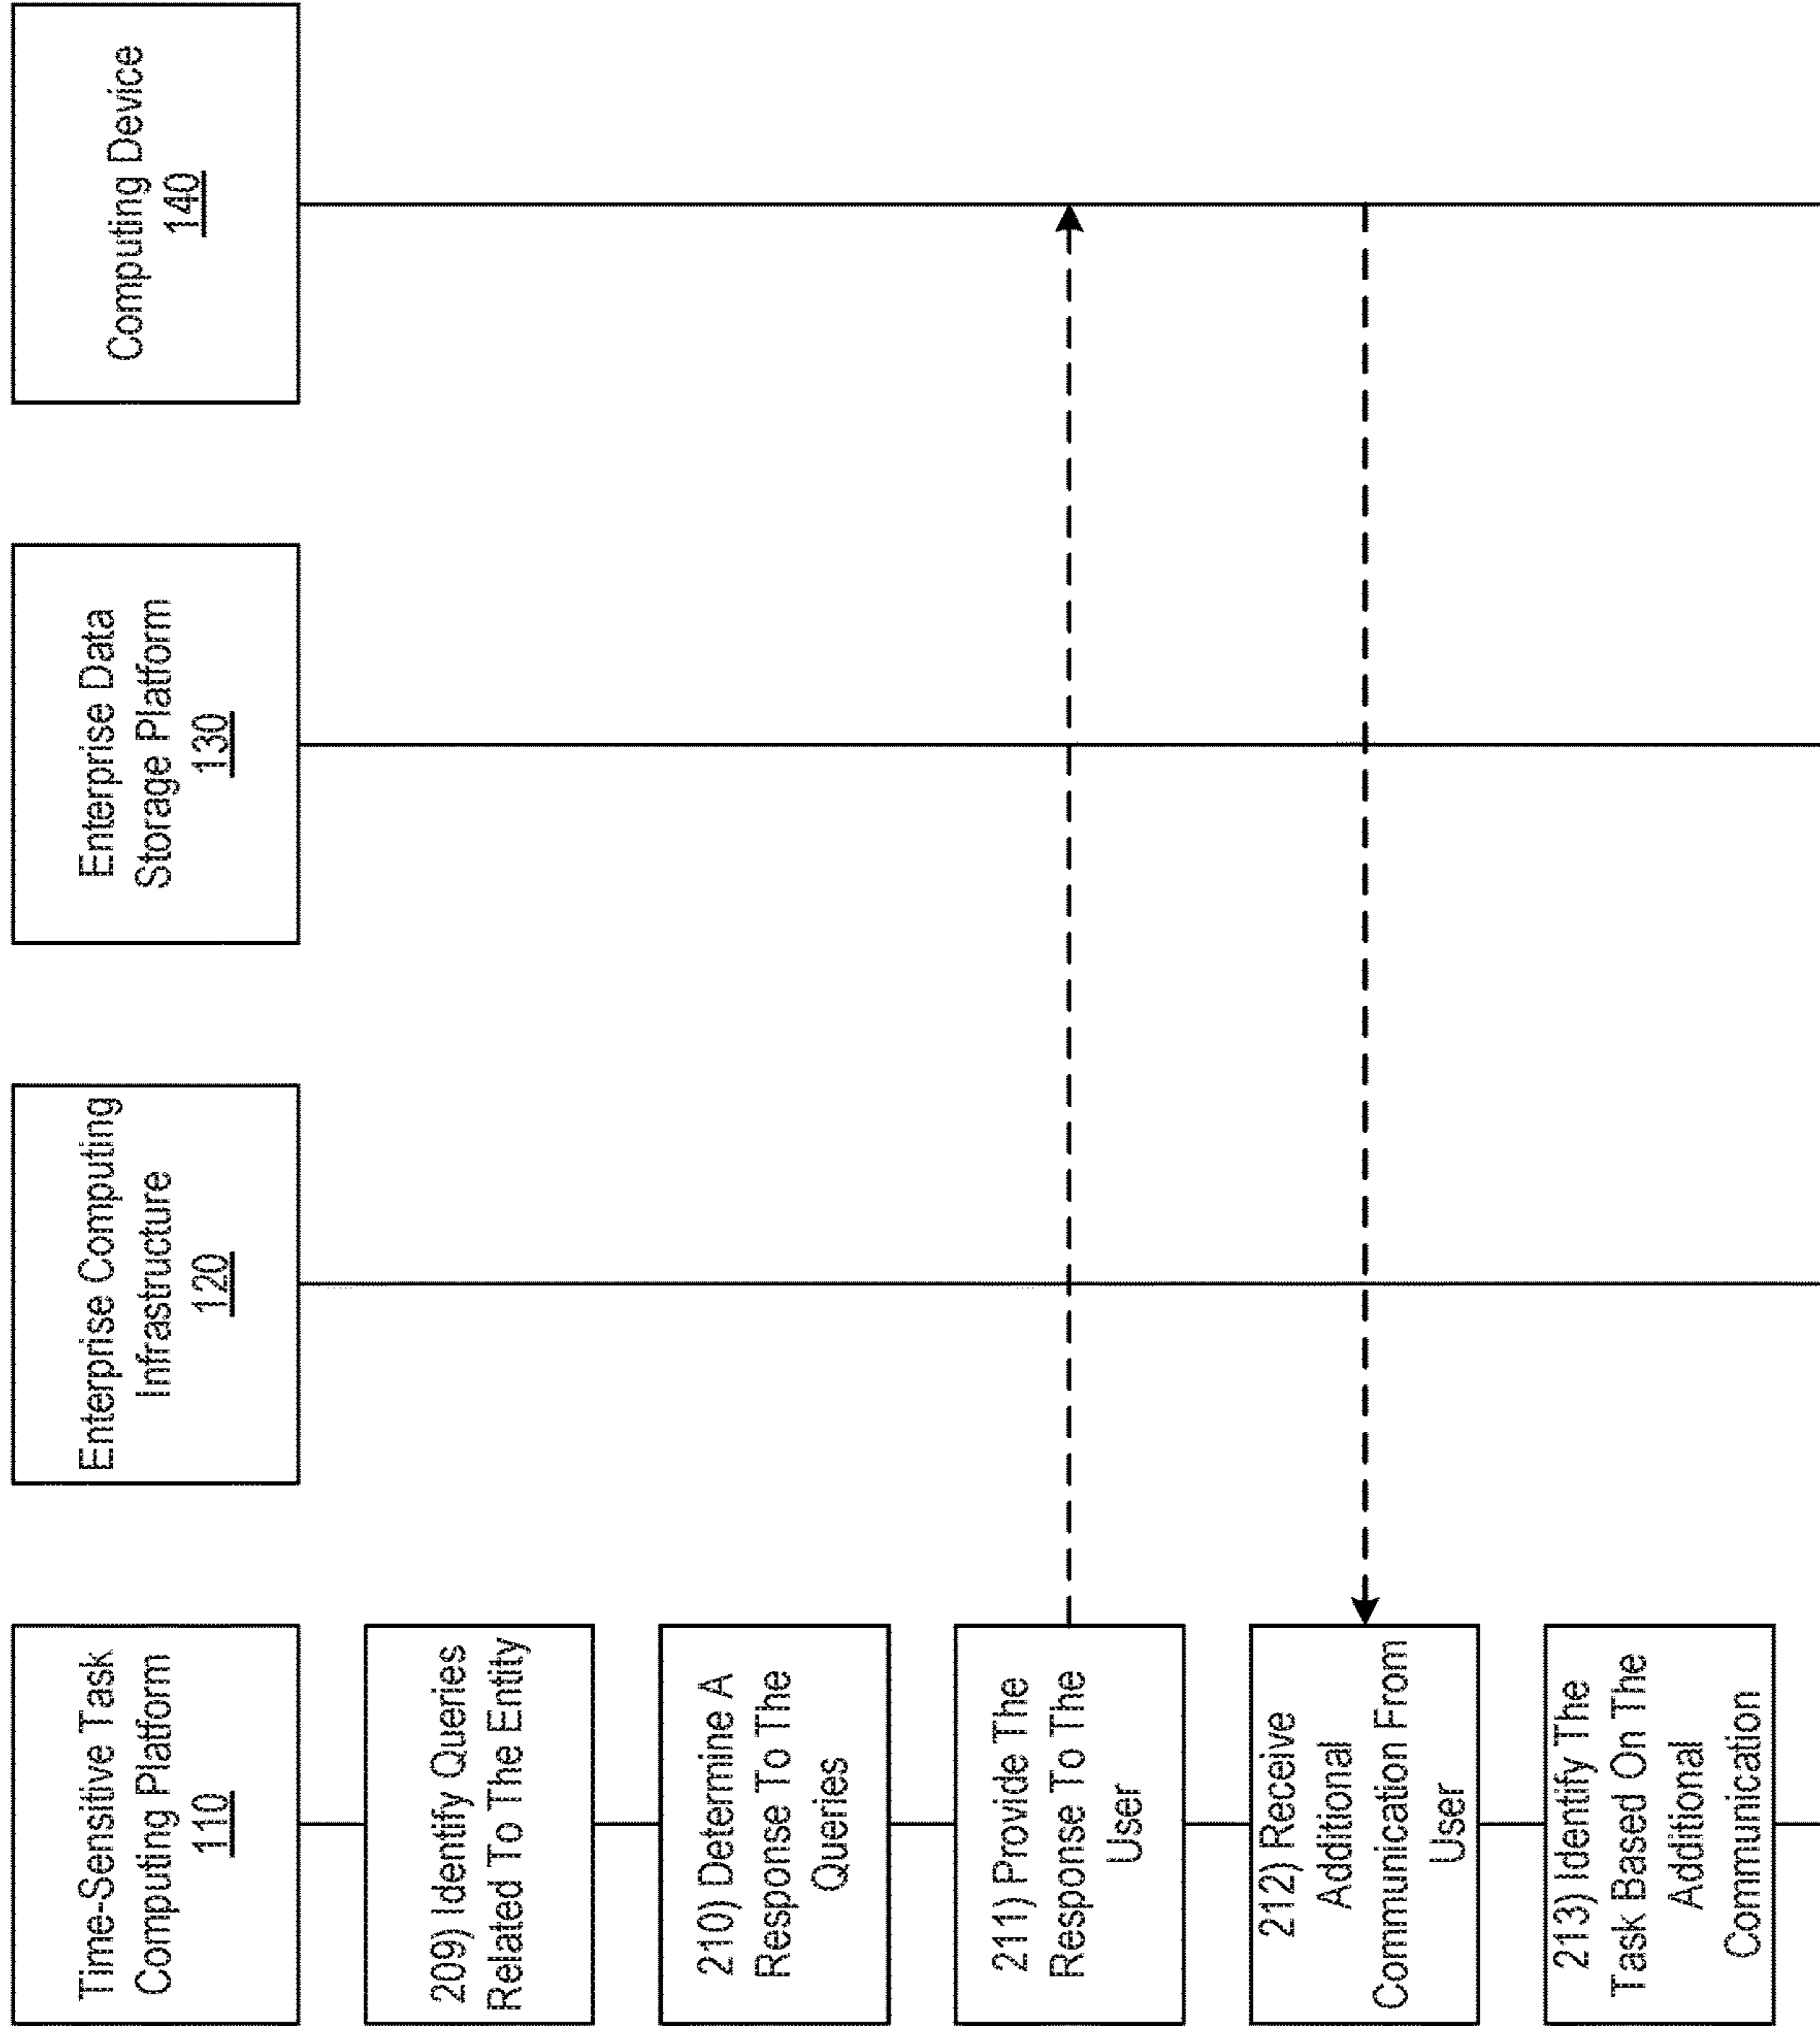 Time-Sensitive Task
Computing Platform
110
Enterprise Computing
Infrastructure
120
Enterprise Data
Storage Platform
130
Computing Device
140
209) Identify Queries
Related To The Entity
210) Determine A
Response To The
Queries
211) Provide The
Response To The
User
212) Receive
Additional
Communication From
User
213) Identify The
Task Based On The
Additional
Communication